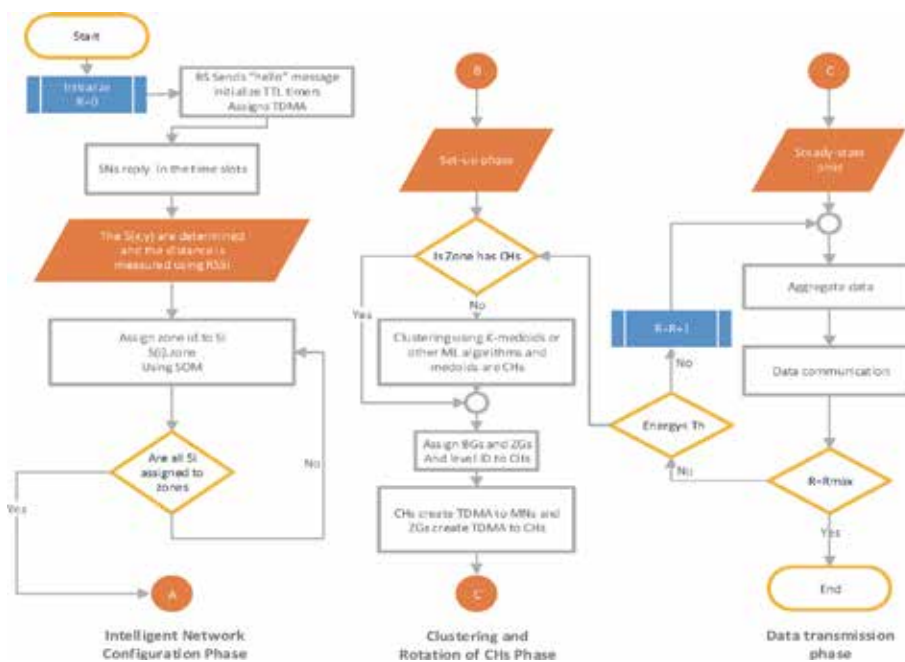 Start
Initialize
R=0
BS Sends "hello" message
initialize TTL timers
Assigns TDMA
SNs reply in the time slots
The S(x,y) are determined
and the distance is
measured using RSSI
Assign zone id to Si
S(i).zone
Using SOM
Are all Si
assigned to
zones
No
Yes
A
Intelligent Network
Configuration Phase
B
Set-up phase
Is Zone has CHs
No
Yes
Clustering using K-medoids or
other ML algorithms and
medoids are CHs
Assign BGs and ZGs
And level ID to CHs
CHs create TDMA to MNs and
ZGs create TDMA to CHs
C
Clustering and
Rotation of CHs Phase
C
Steady-state
Aggregate data
R=R+1
Data communication
No
Energy≤ Th
No
R=Rmax
Yes
End
Data transmission
phase